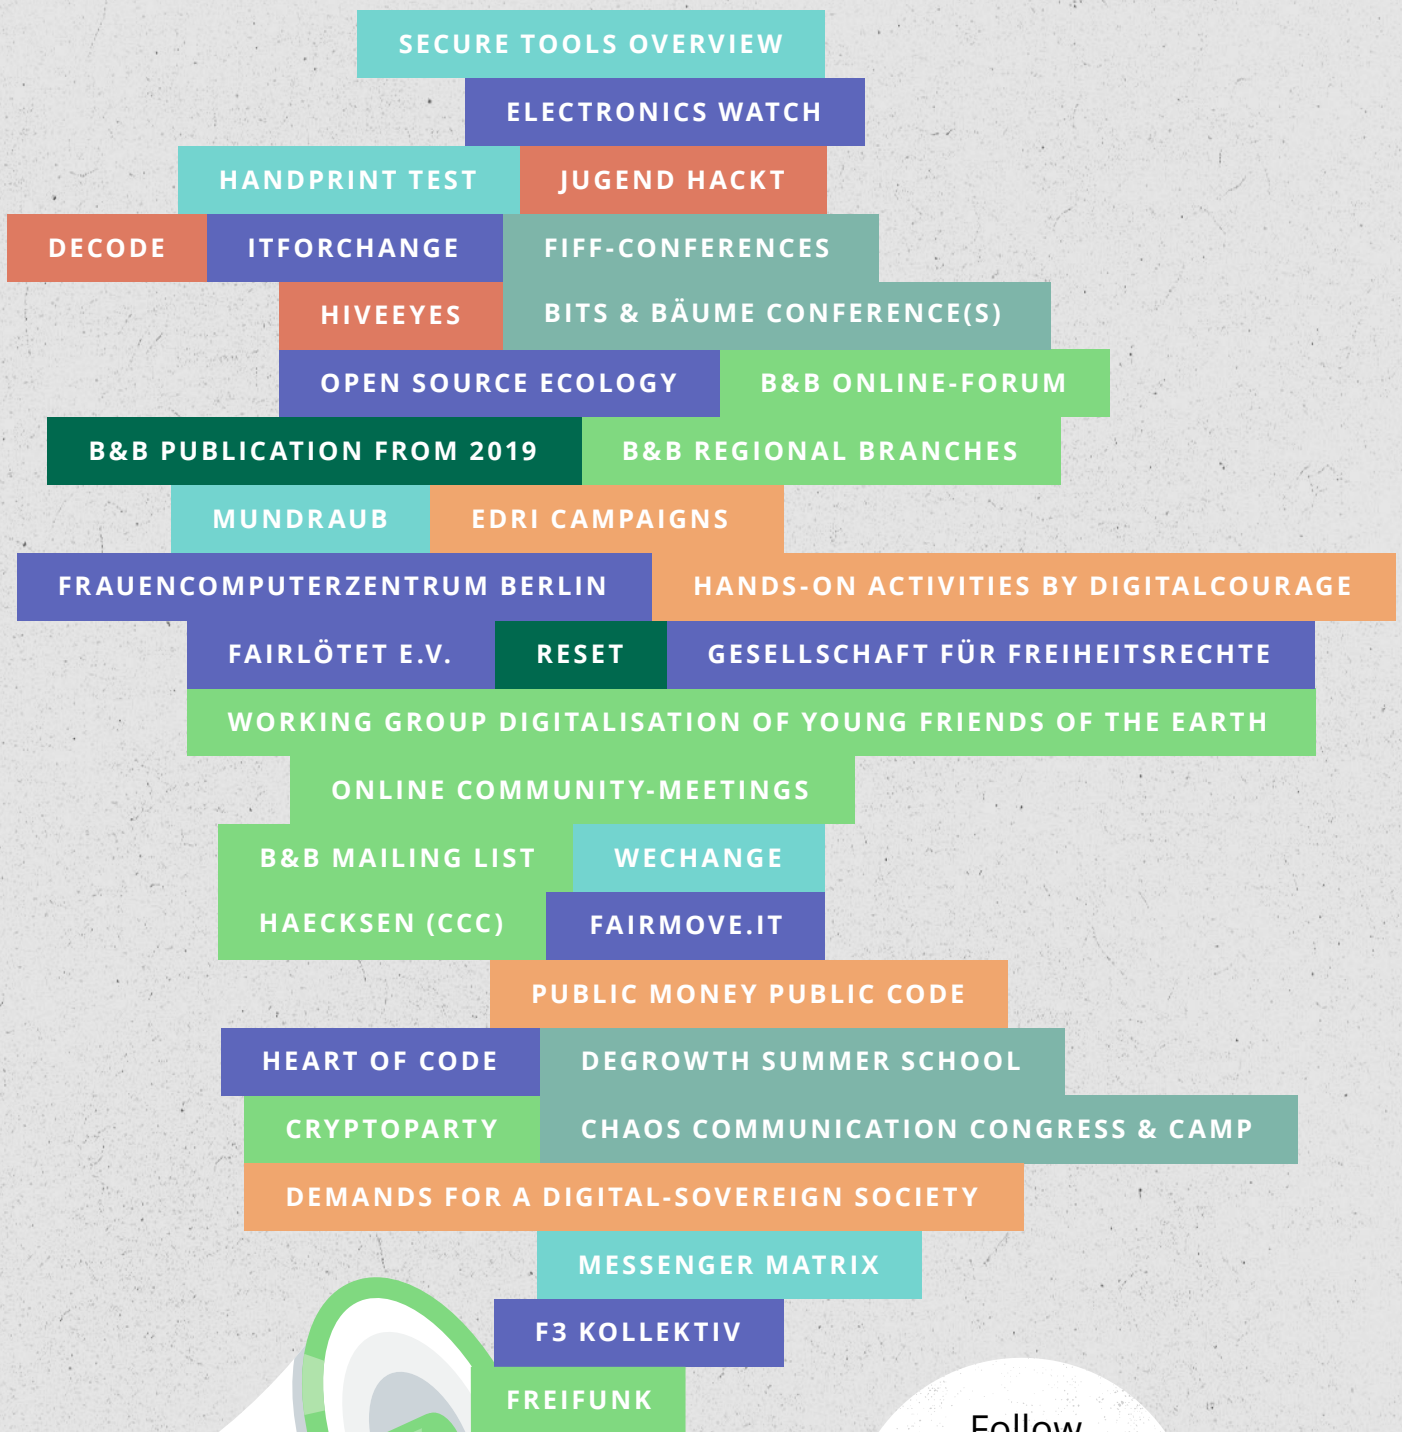 SECURE TOOLS OVERVIEW
ELECTRONICS WATCH
HANDPRINT TEST JUGEND HACKT
DECODE ITFORCHANGE FIFF-CONFERENCES
HIVEEYES BITS & BÄUME CONFERENCE(S)
OPEN SOURCE ECOLOGY B&B ONLINE-FORUM
B&B PUBLICATION FROM 2019 B&B REGIONAL BRANCHES
MUNDRAUB EDRI CAMPAIGNS
FRAUENCOMPUTERZENTRUM BERLIN HANDS-ON ACTIVITIES BY DIGITALCOURAGE
FAIRLÖTET E.V. RESET GESELLSCHAFT FÜR FREIHEITSRECHTE
WORKING GROUP DIGITALISATION OF YOUNG FRIENDS OF THE EARTH
ONLINE COMMUNITY-MEETINGS
B&B MAILING LIST WECHANGE
HAECKSEN (CCC) FAIRMOVE.IT
PUBLIC MONEY PUBLIC CODE
HEART OF CODE DEGROWTH SUMMER SCHOOL
CRYPTOPARTY CHAOS COMMUNICATION CONGRESS & CAMP
DEMANDS FOR A DIGITAL-SOVEREIGN SOCIETY
MESSENGER MATRIX
F3 KOLLEKTIV
FREIFUNK
Follow